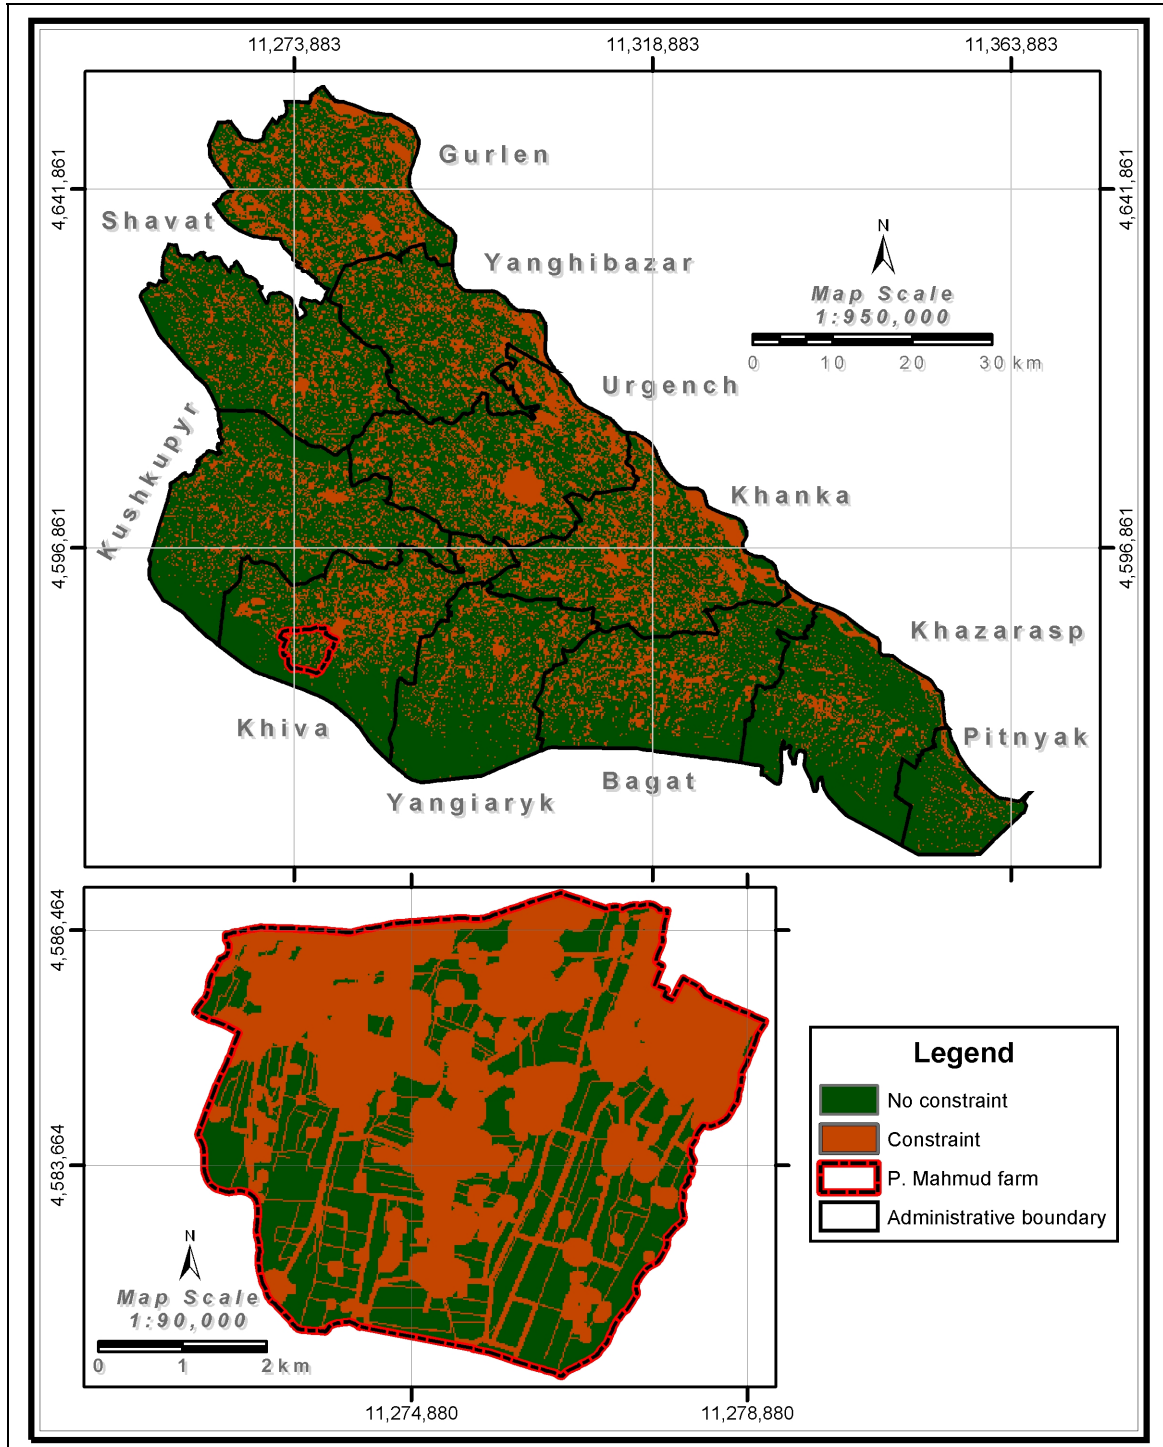 11,273,883
11,318,883
11,363,883
4,641,861
4,641,861
Gurlen
Shavat
Yanghibazar
N
Map Scale
1:950,000
0 10 20 30 km
Urgench
Kushkupyr
Khanka
4,596,861
4,596,861
Khazarasp
Khiva
Pitnyak
Bagat
Yangiaryk
4,586,464
4,583,664
N
Map Scale
1:90,000
0 1 2 km
11,274,880
11,278,880
Legend
No constraint
Constraint
P. Mahmud farm
Administrative boundary